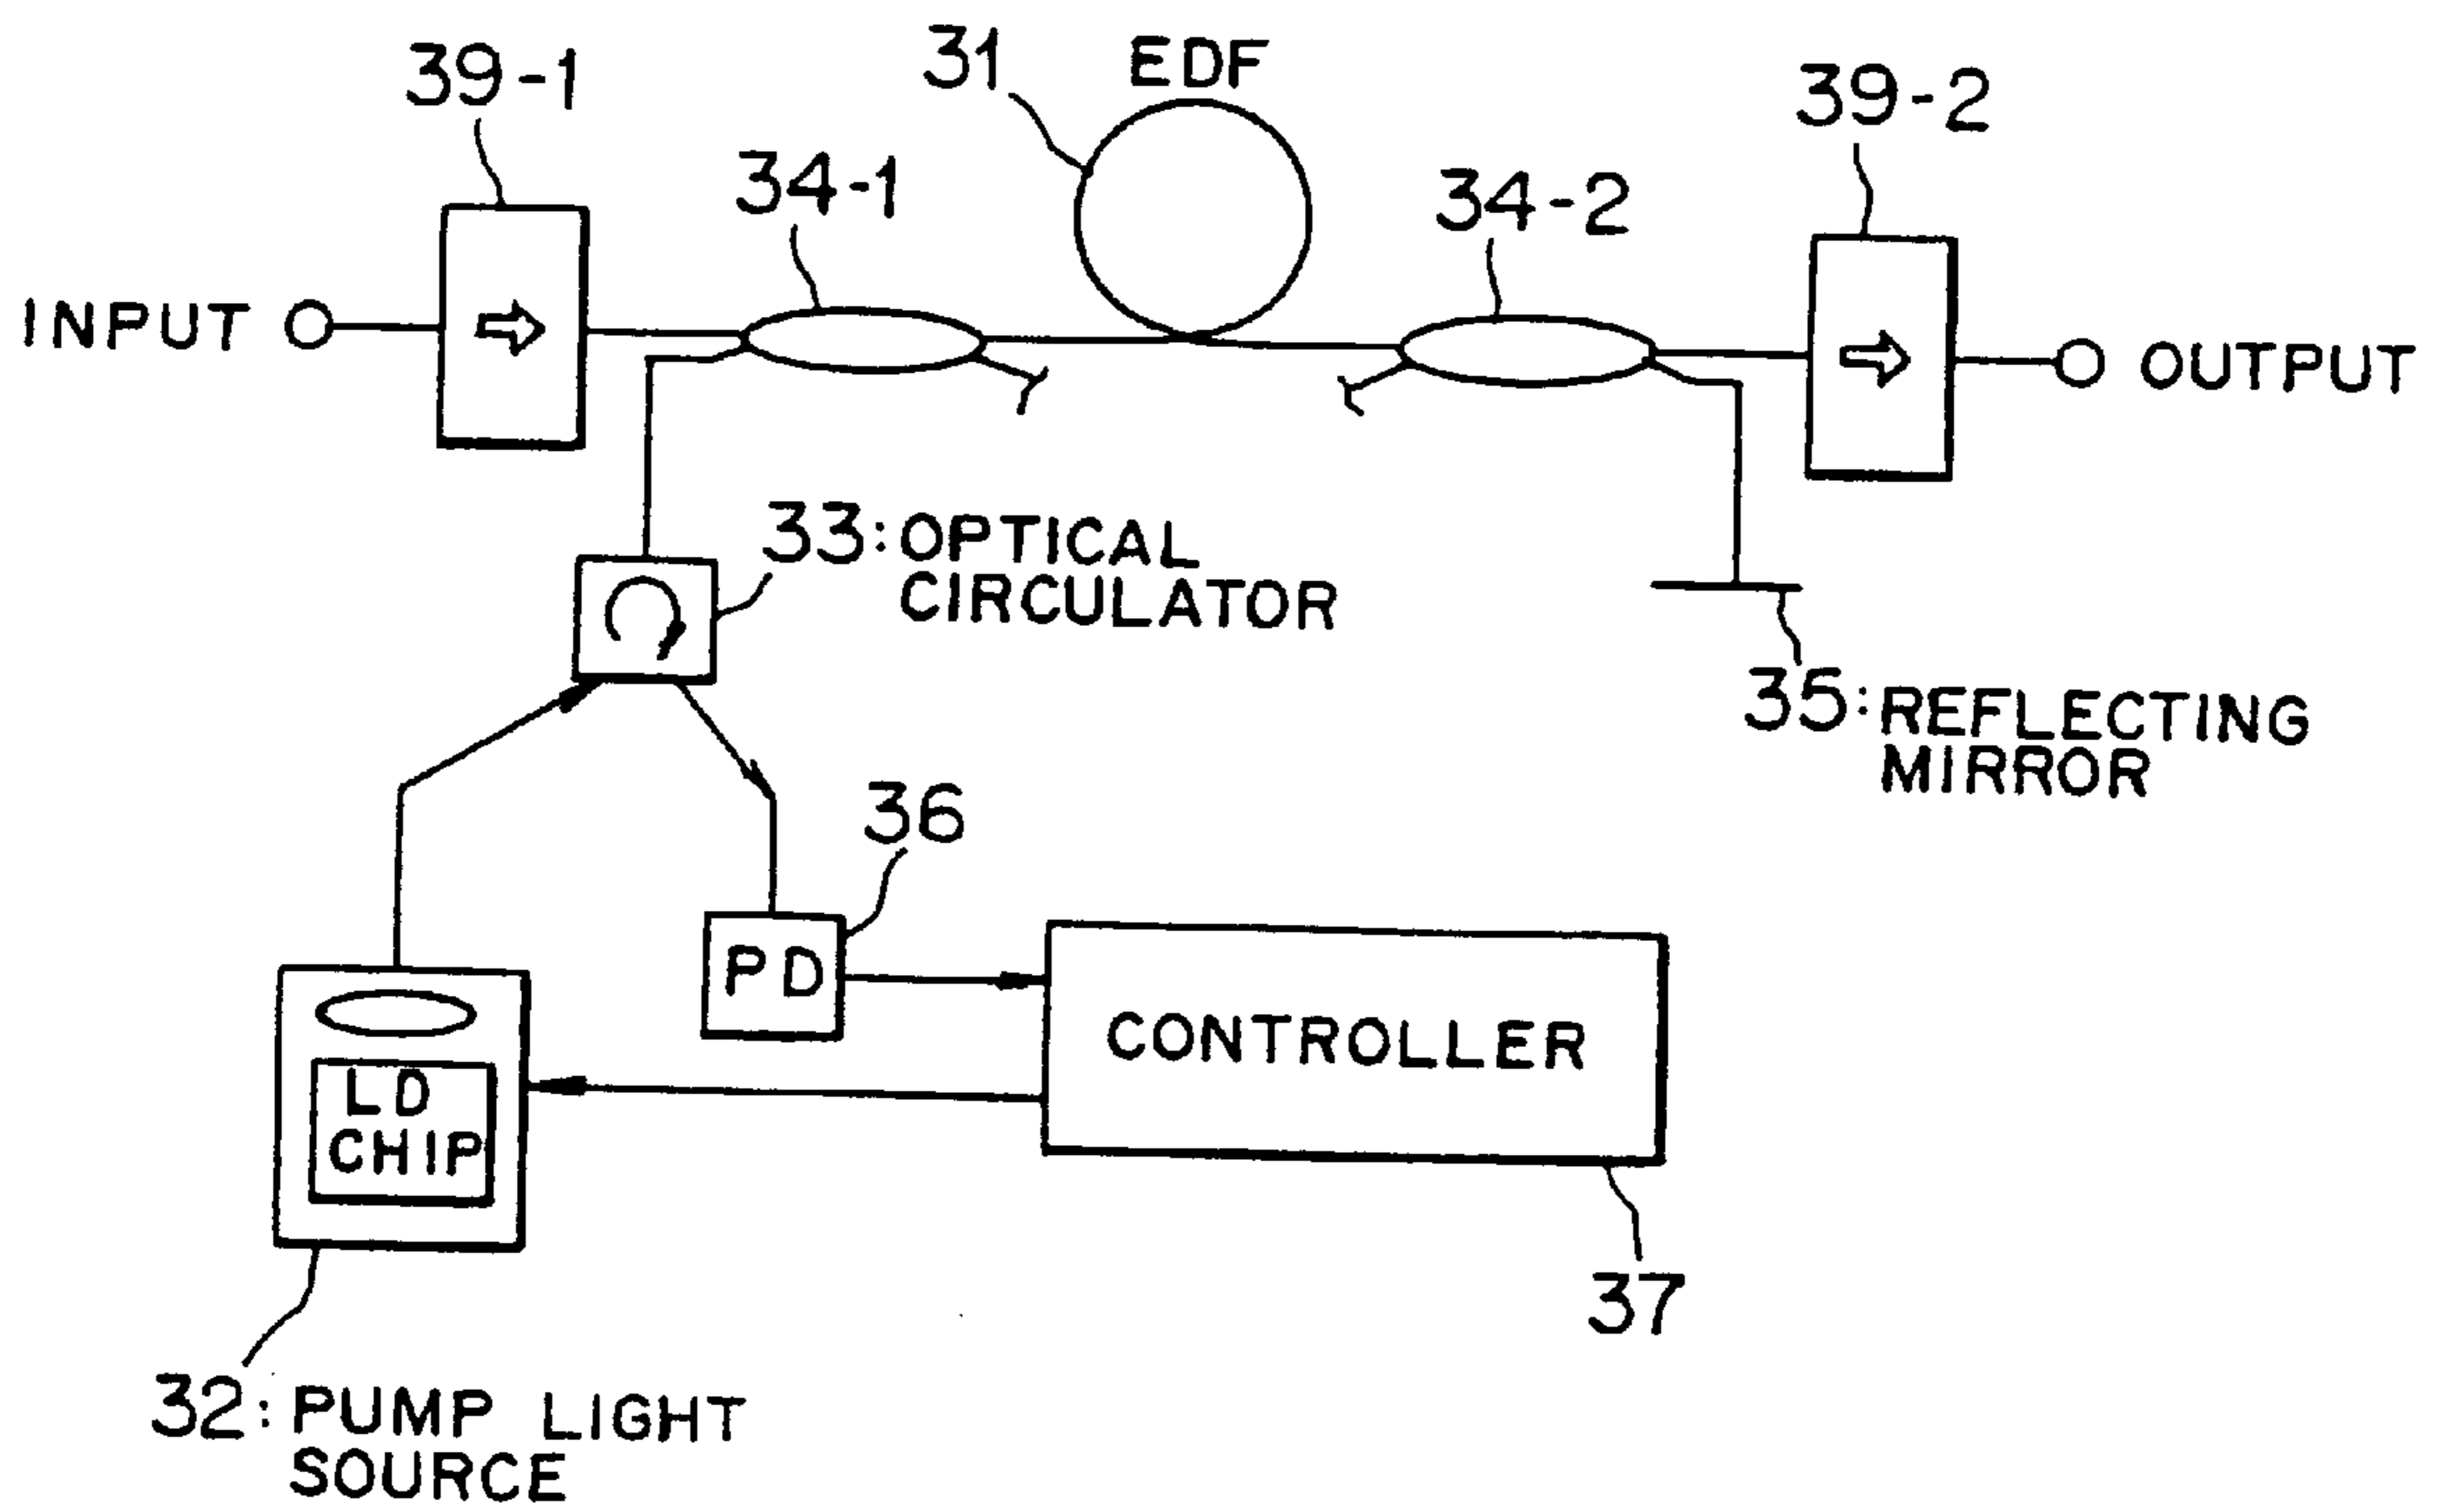 39-1
31
EDF
39-2
34-1
34-2
INPUT
OUTPUT
33:OPTICAL
CIRCULATOR
35:REFLECTING
MIRROR
36
PD
CONTROLLER
LD
CHIP
37
32:PUMP LIGHT
SOURCE